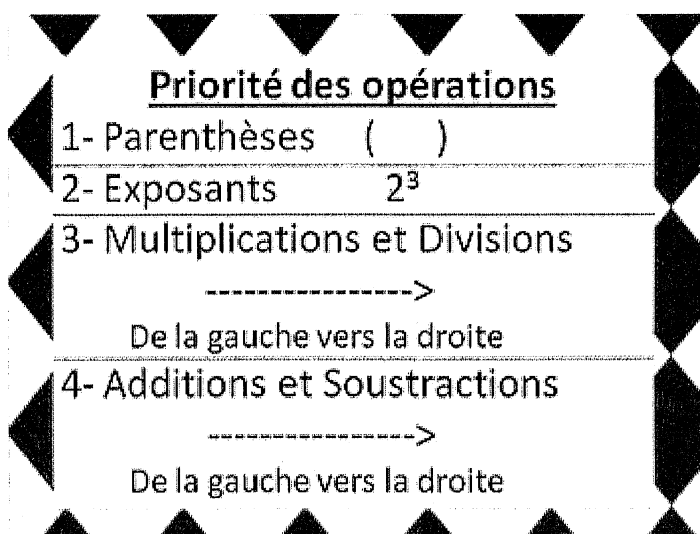 Priorité des opérations
1- Parenthèses ( )
2- Exposants 2³
3- Multiplications et Divisions
---------------->
De la gauche vers la droite
4- Additions et Soustractions
---------------->
De la gauche vers la droite